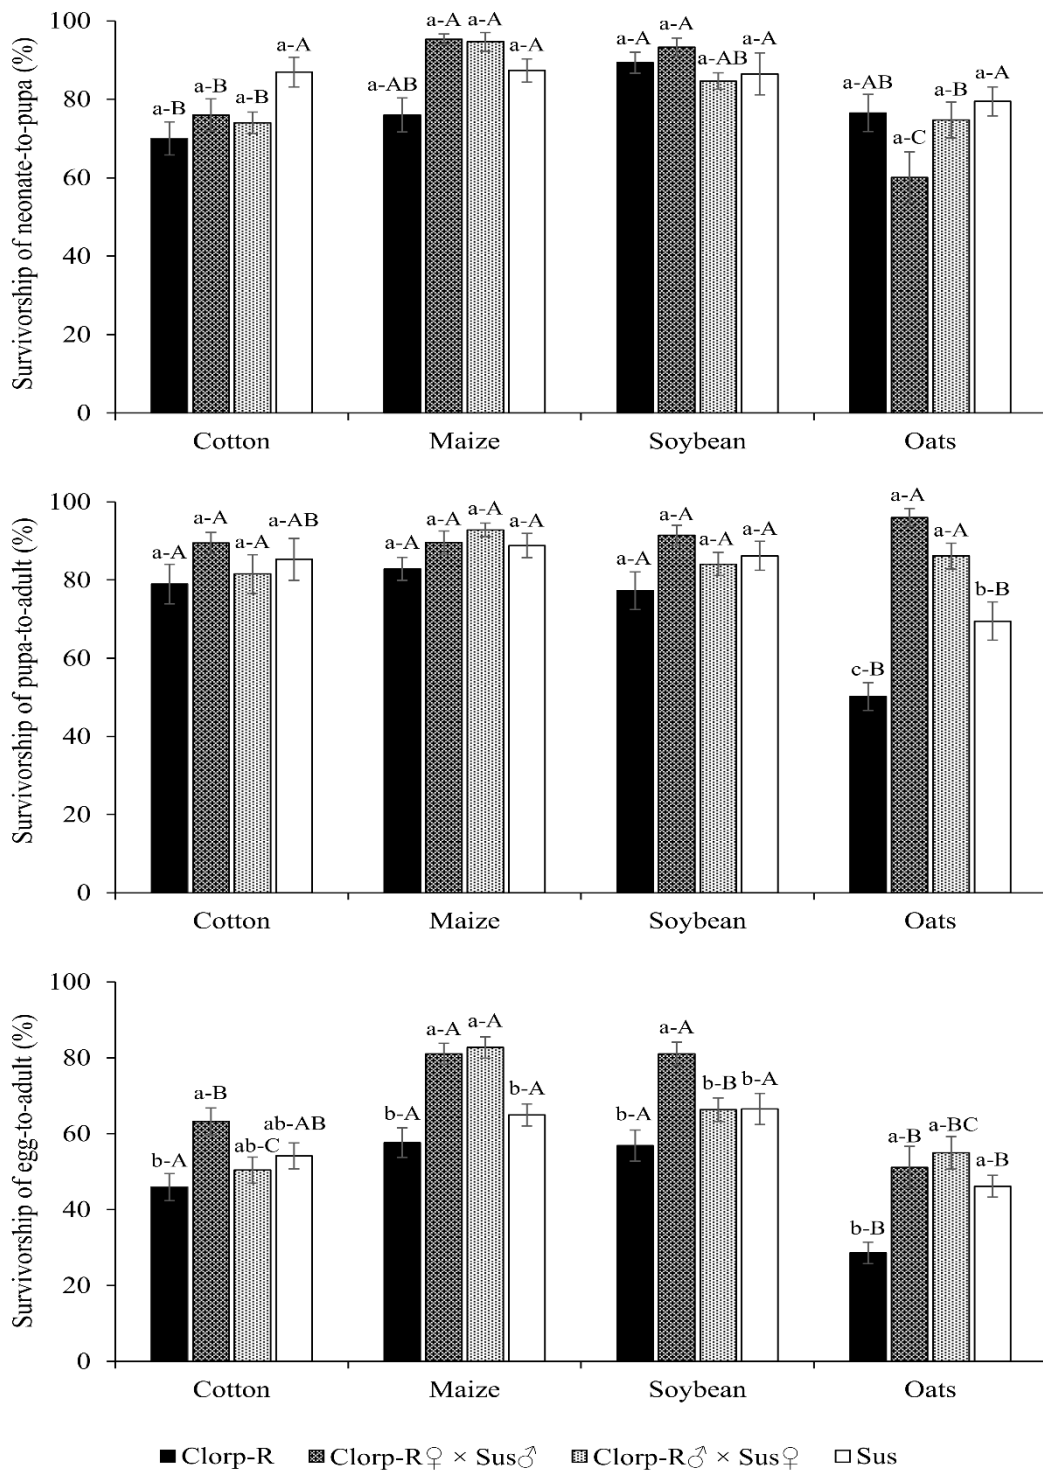 Survivorship of neonate-to-pupa (%)
100
80
60
40
20
0
a-B
a-B
a-B
a-A
a-AB
a-A
a-A
a-A
a-A
a-A
a-AB
a-A
a-AB
a-C
a-B
a-A
Cotton Maize Soybean Oats
Survivorship of pupa-to-adult (%)
100
80
60
40
20
0
a-A
a-A
a-A
a-AB
a-A
a-A
a-A
a-A
a-A
a-A
a-A
a-A
c-B
a-A
a-A
b-B
Cotton Maize Soybean Oats
Survivorship of egg-to-adult (%)
100
80
60
40
20
0
b-A
a-B
ab-C
ab-AB
b-A
a-A
a-A
b-A
b-A
a-A
b-B
b-A
b-B
a-B
a-BC
a-B
Cotton Maize Soybean Oats
Clorp-R Clorp-R♀ × Sus♂ Clorp-R♂ × Sus♀ Sus